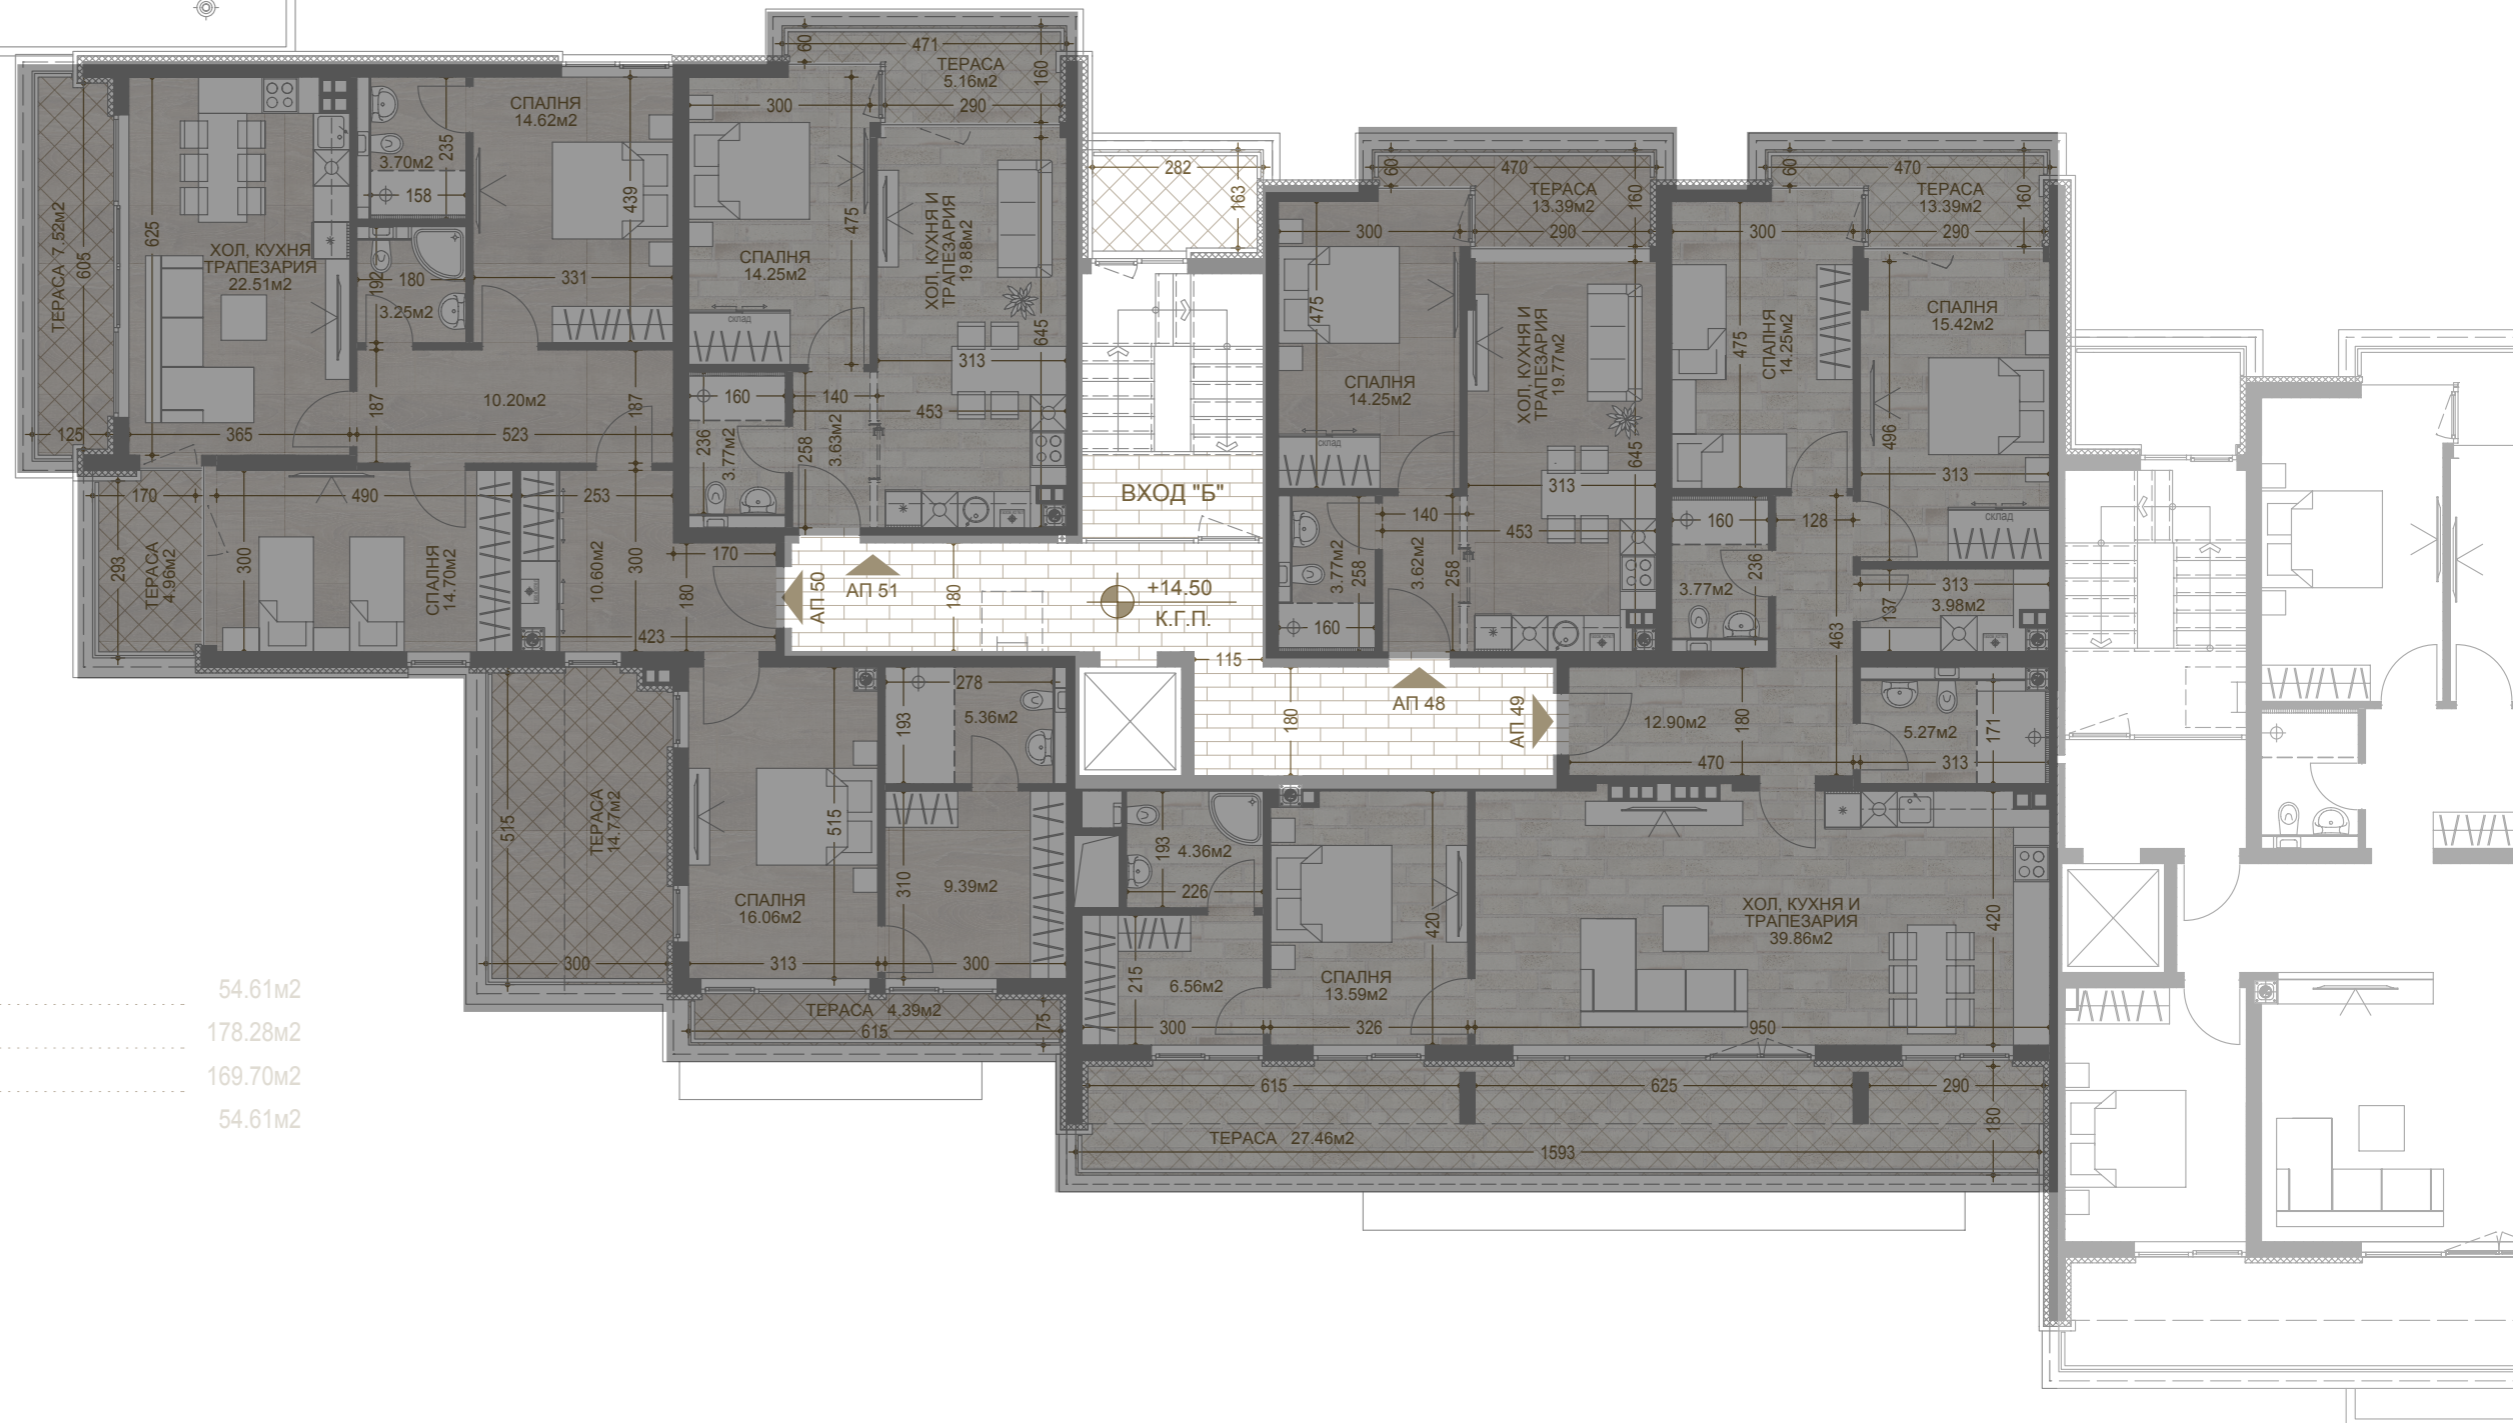 471
60
ТЕРАСА
5.16м2
160
300
290
СПАЛНЯ
14.62м2
235
3.70м2
158
439
475
625
ХОЛ, КУХНЯ
ТРАПЕЗАРИЯ
22.51м2
ТЕРАСА 7.52м2
605
192
180
3.25м2
331
СПАЛНЯ
14.25м2
ХОЛ, КУХНЯ И
ТРАПЕЗАРИЯ
19.88м2
склад
645
313
282
163
60
470
ТЕРАСА
13.39м2
160
300
290
60
470
ТЕРАСА
13.39м2
160
300
290
475
СПАЛНЯ
14.25м2
ХОЛ, КУХНЯ И
ТРАПЕЗАРИЯ
19.77м2
475
СПАЛНЯ
14.25м2
СПАЛНЯ
15.42м2
187
10.20м2
187
160
140
453
125
365
523
236
3.77м2
258
3.63м2
склад
645
313
496
313
170
490
253
ВХОД "Б"
140
453
160
128
склад
293
ТЕРАСА
4.96м2
300
СПАЛНЯ
14.70м2
10.60м2
300
170
180
АП 50
АП 51
180
+14.50
К.Г.П.
3.77м2
258
3.62м2
258
160
3.77м2
236
463
313
137
3.98м2
423
115
278
193
5.36м2
180
АП 48
АП 49
12.90м2
180
470
5.27м2
171
313
515
ТЕРАСА
14.77м2
515
СПАЛНЯ
16.06м2
310
9.39м2
193
4.36м2
226
420
ХОЛ, КУХНЯ И
ТРАПЕЗАРИЯ
39.86м2
420
300
313
300
215
6.56м2
СПАЛНЯ
13.59м2
300
326
950
ТЕРАСА 4.39м2
615
75
615
625
290
180
ТЕРАСА 27.46м2
1593
54.61м2
178.28м2
169.70м2
54.61м2